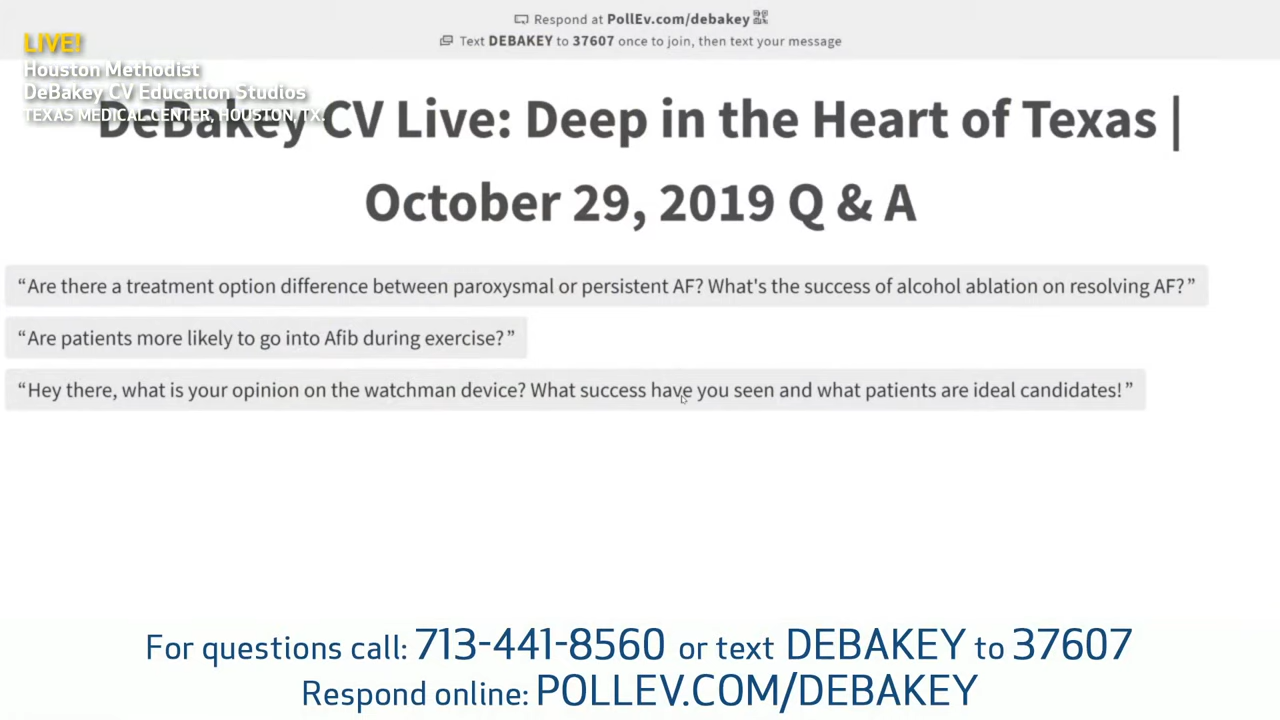 Respond at PollEv.com/debakey
Text DEBAKEY to 37607 once to join, then text your message
LIVE!
Houston Methodist
DeBakey CV Education Studios
TEXAS MEDICAL CENTER, HOUSTON, TX.
DeBakey CV Live: Deep in the Heart of Texas |
October 29, 2019 Q & A
“Are there a treatment option difference between paroxysmal or persistent AF? What's the success of alcohol ablation on resolving AF?”
“Are patients more likely to go into Afib during exercise?”
“Hey there, what is your opinion on the watchman device? What success have you seen and what patients are ideal candidates!”
For questions call: 713-441-8560 or text DEBAKEY to 37607
Respond online: POLLEV.COM/DEBAKEY